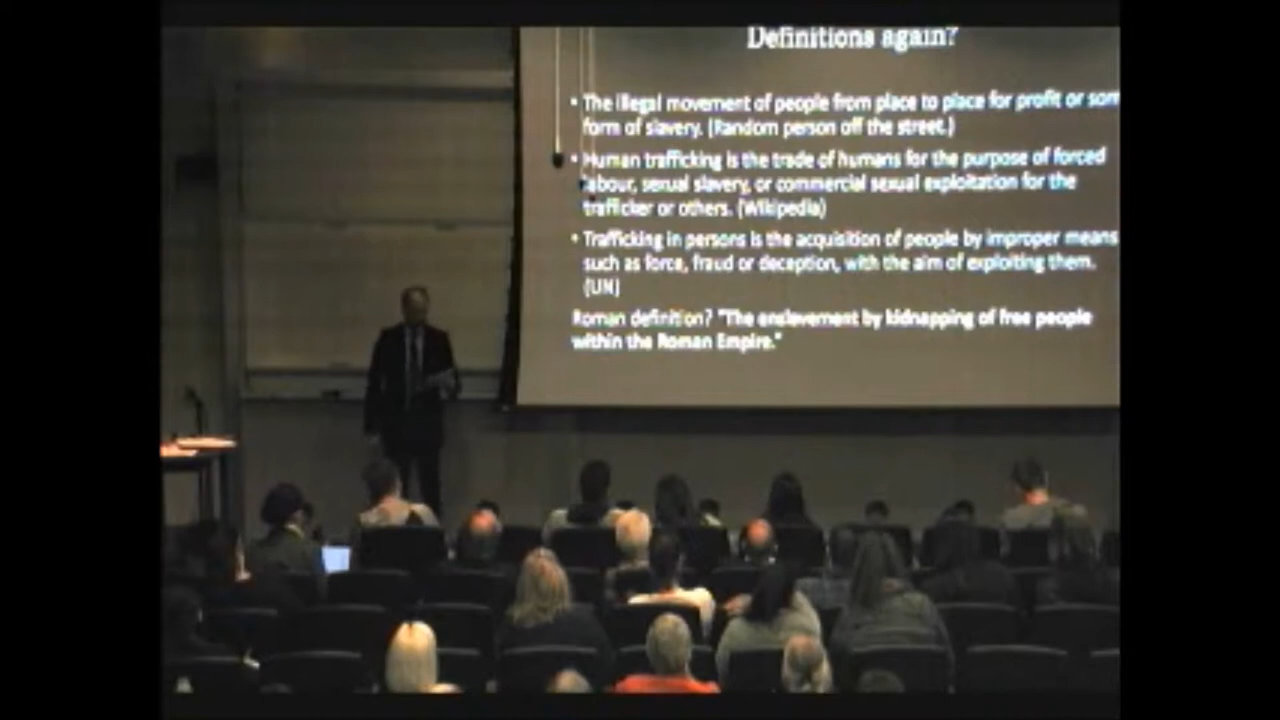 Definitions again?
• The illegal movement of people from place to place for profit or som
form of slavery. (Random person off the street.)
• Human trafficking is the trade of humans for the purpose of forced
labour, sexual slavery, or commercial sexual exploitation for the
trafficker or others. (Wikipedia)
• Trafficking in persons is the acquisition of people by improper means
such as force, fraud or deception, with the aim of exploiting them.
(UN)
Roman definition? "The enslavement by kidnapping of free people
within the Roman Empire."